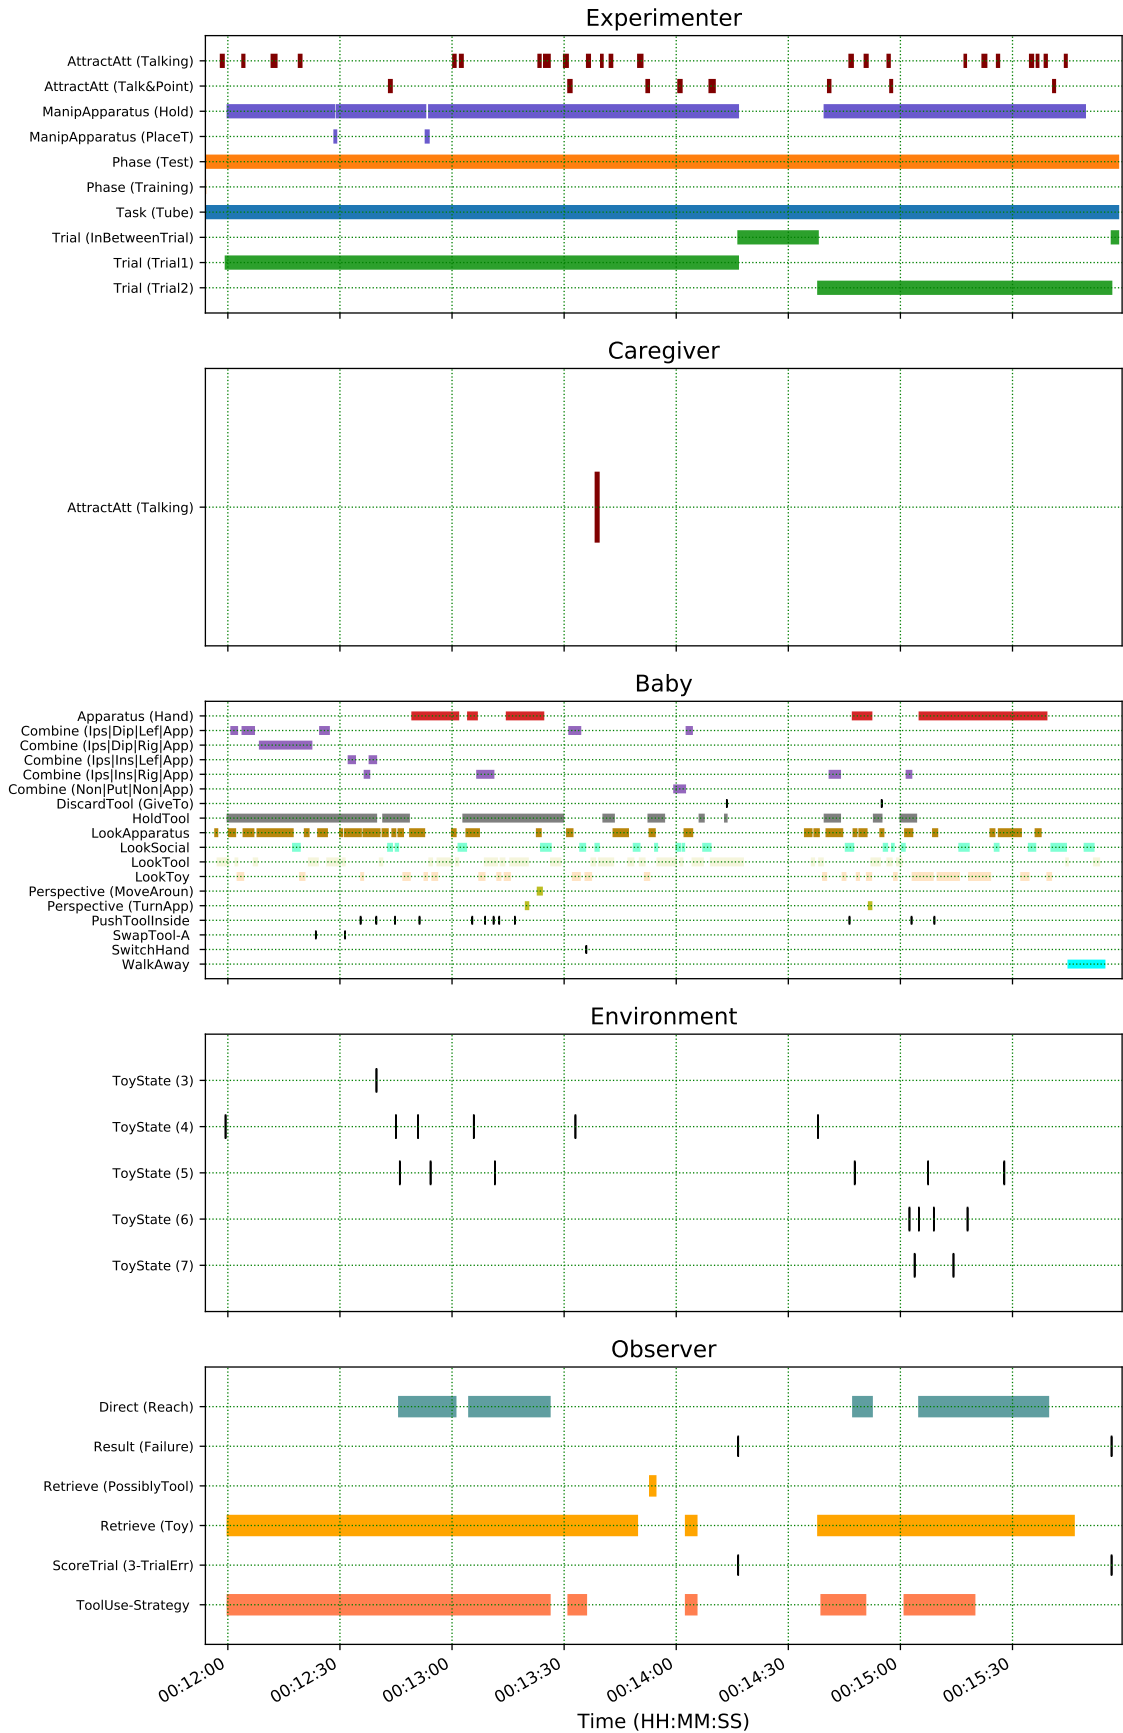 Experimenter
AttractAtt (Talking)
AttractAtt (Talk&Point)
ManipApparatus (Hold)
ManipApparatus (PlaceT)
Phase (Test)
Phase (Training)
Task (Tube)
Trial (InBetweenTrial)
Trial (Trial1)
Trial (Trial2)
Caregiver
AttractAtt (Talking)
Baby
Apparatus (Hand)
Combine (Ips|Dip|Lef|App)
Combine (Ips|Dip|Rig|App)
Combine (Ips|Ins|Lef|App)
Combine (Ips|Ins|Rig|App)
Combine (Non|Put|Non|App)
DiscardTool (GiveTo)
HoldTool
LookApparatus
LookSocial
LookTool
LookToy
Perspective (MoveAroun)
Perspective (TurnApp)
PushToolInside
SwapTool-A
SwitchHand
WalkAway
Environment
ToyState (3)
ToyState (4)
ToyState (5)
ToyState (6)
ToyState (7)
Observer
Direct (Reach)
Result (Failure)
Retrieve (PossiblyTool)
Retrieve (Toy)
ScoreTrial (3-TrialErr)
ToolUse-Strategy
00:12:00 00:12:30 00:13:00 00:13:30 00:14:00 00:14:30 00:15:00 00:15:30
Time (HH:MM:SS)